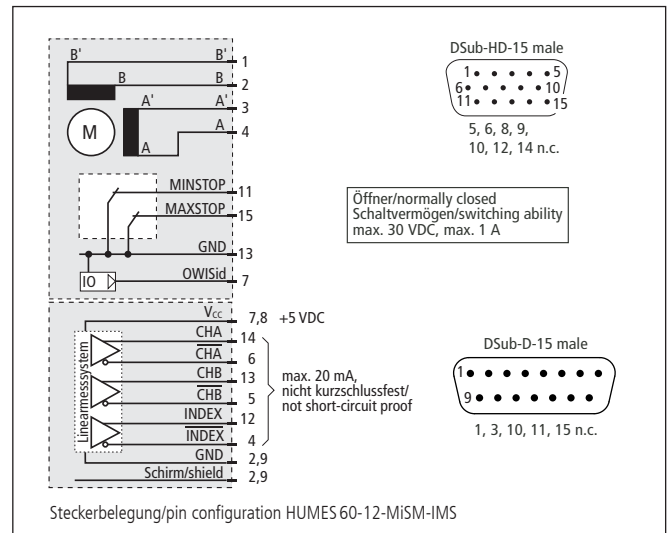 B' B' 1
B B 2
A' A' 3
M A 4
A
MINSTOP 11
MAXSTOP 15
GND 13
IO OWISid 7
DSub-HD-15 male
1 5
6 10
11 15
5, 6, 8, 9,
10, 12, 14 n.c.
Öffner/normally closed
Schaltvermögen/switching ability
max. 30 VDC, max. 1 A
Linearmesssystem
Vcc 7,8 +5 VDC
CHA 14
CHA 6
CHB 13
CHB 5
INDEX 12
INDEX 4
GND 2,9
Schirm/shield 2,9
max. 20 mA,
nicht kurzschlussfest/
not short-circuit proof
DSub-D-15 male
1
9
1, 3, 10, 11, 15 n.c.
Steckerbelegung/pin configuration HUMES 60-12-MiSM-IMS